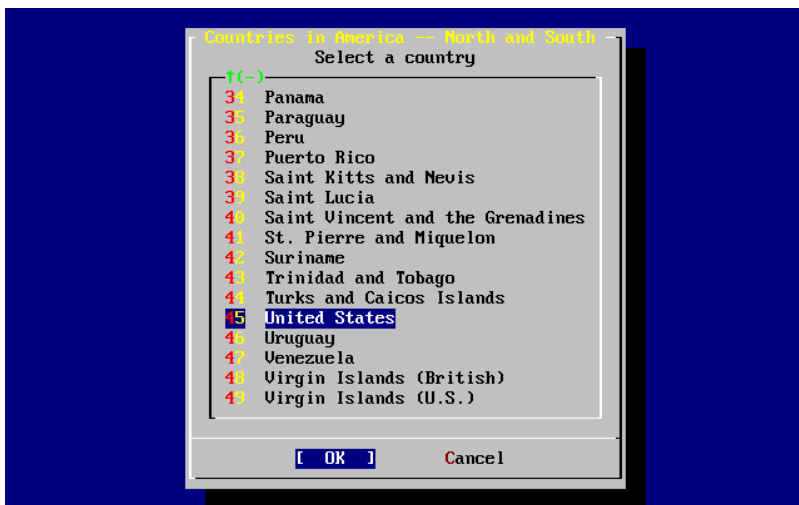 Countries in America -- North and South
Select a country
↑(-)
34 Panama
35 Paraguay
36 Peru
37 Puerto Rico
38 Saint Kitts and Nevis
39 Saint Lucia
40 Saint Vincent and the Grenadines
41 St. Pierre and Miquelon
42 Suriname
43 Trinidad and Tobago
44 Turks and Caicos Islands
45 United States
46 Uruguay
47 Venezuela
48 Virgin Islands (British)
49 Virgin Islands (U.S.)
[ OK ] Cancel